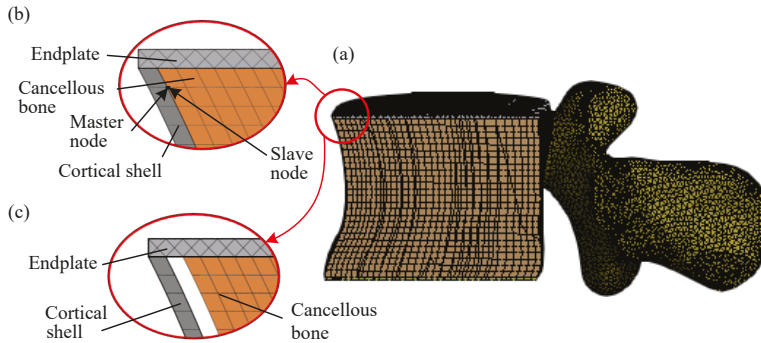 (b)
Endplate
Cancellous
bone
Master
node
Cortical shell
Slave
node
(a)
(c)
Endplate
Cortical
shell
Cancellous
bone